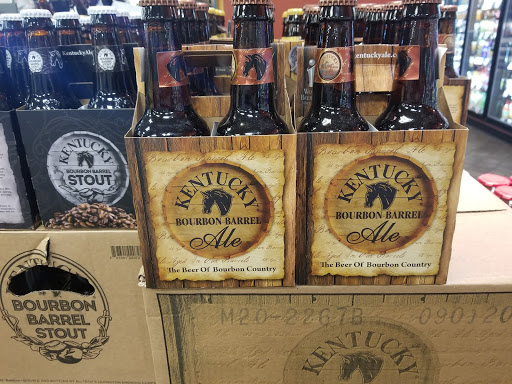 KentuckyAle
KENTUCKY
BOURBON BARREL
STOUT
KENTUCKY
BOURBON BARREL
Ale
The Beer Of Bourbon Country
KENTUCKY
BOURBON BARREL
Ale
The Beer Of Bourbon Country
BOURBON
BARREL
STOUT
M20-2267B
KENTUCKY